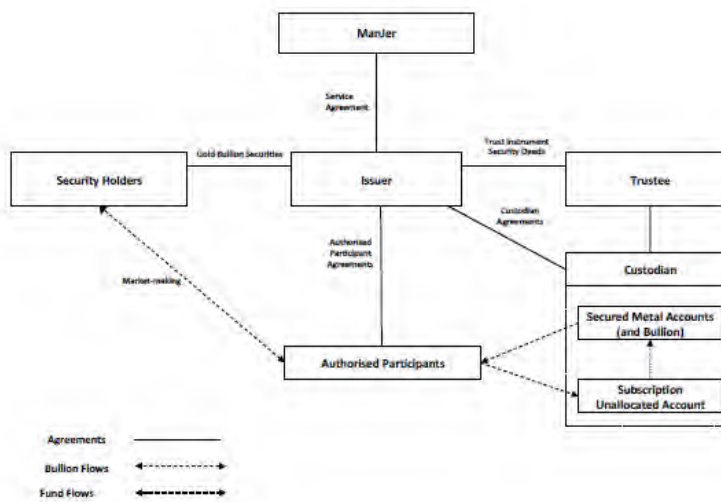 ManJer
Service
Agreement
Gold Bullion Securities
Trust Instrument
Security Deeds
Security Holders
Issuer
Trustee
Custodian
Agreements
Authorised
Participant
Agreements
Custodian
Market-making
Secured Metal Accounts
(and Bullion)
Authorised Participants
Subscription
Unallocated Account
Agreements
Bullion Flows
Fund Flows